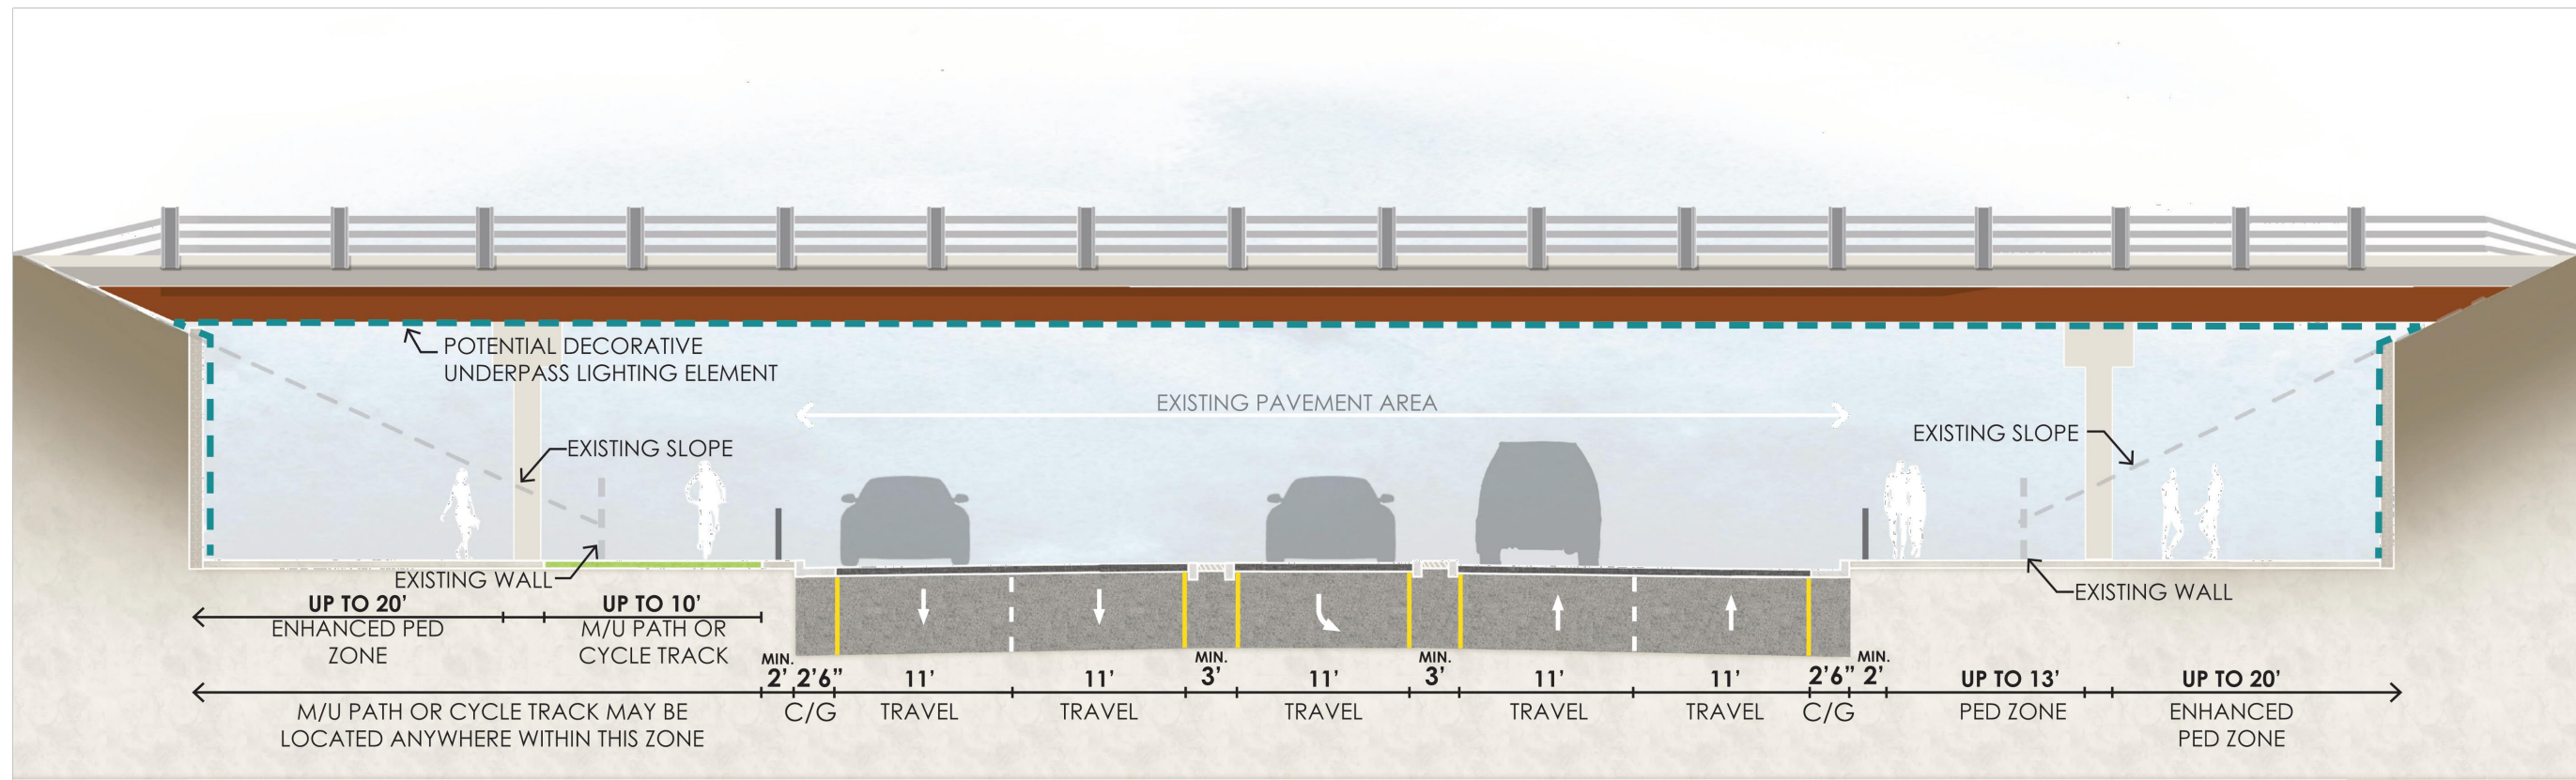 POTENTIAL DECORATIVE
UNDERPASS LIGHTING ELEMENT
EXISTING PAVEMENT AREA
EXISTING SLOPE
EXISTING SLOPE
EXISTING WALL
EXISTING WALL
UP TO 20'
ENHANCED PED
ZONE
UP TO 10'
M/U PATH OR
CYCLE TRACK
M/U PATH OR CYCLE TRACK MAY BE
LOCATED ANYWHERE WITHIN THIS ZONE
MIN.
2'
2'6"
C/G
11'
TRAVEL
11'
TRAVEL
MIN.
3'
11'
TRAVEL
MIN.
3'
11'
TRAVEL
11'
TRAVEL
2'6"
C/G
MIN.
2'
UP TO 13'
PED ZONE
UP TO 20'
ENHANCED
PED ZONE